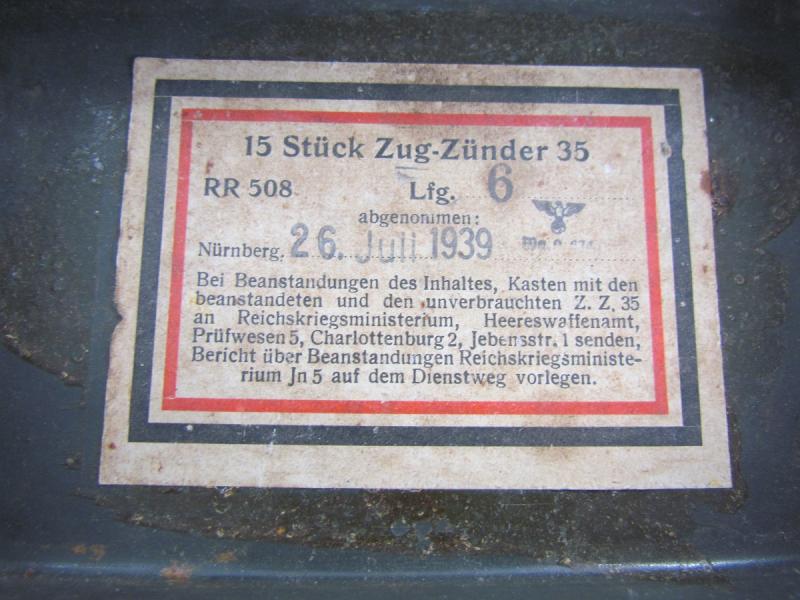 15 Stück Zug-Zünder 35
RR 508 Lfg. 6
abgenommen:
Nürnberg, 26. Juli 1939
Bei Beanstandungen des Inhaltes, Kasten mit den
beanstandeten und den unverbrauchten Z. Z. 35
an Reichskriegsministerium, Heereswaffenamt,
Prüfwesen 5, Charlottenburg 2, Jebensstr. 1 senden,
Bericht über Beanstandungen Reichskriegsministe-
rium Jn 5 auf dem Dienstweg vorlegen.